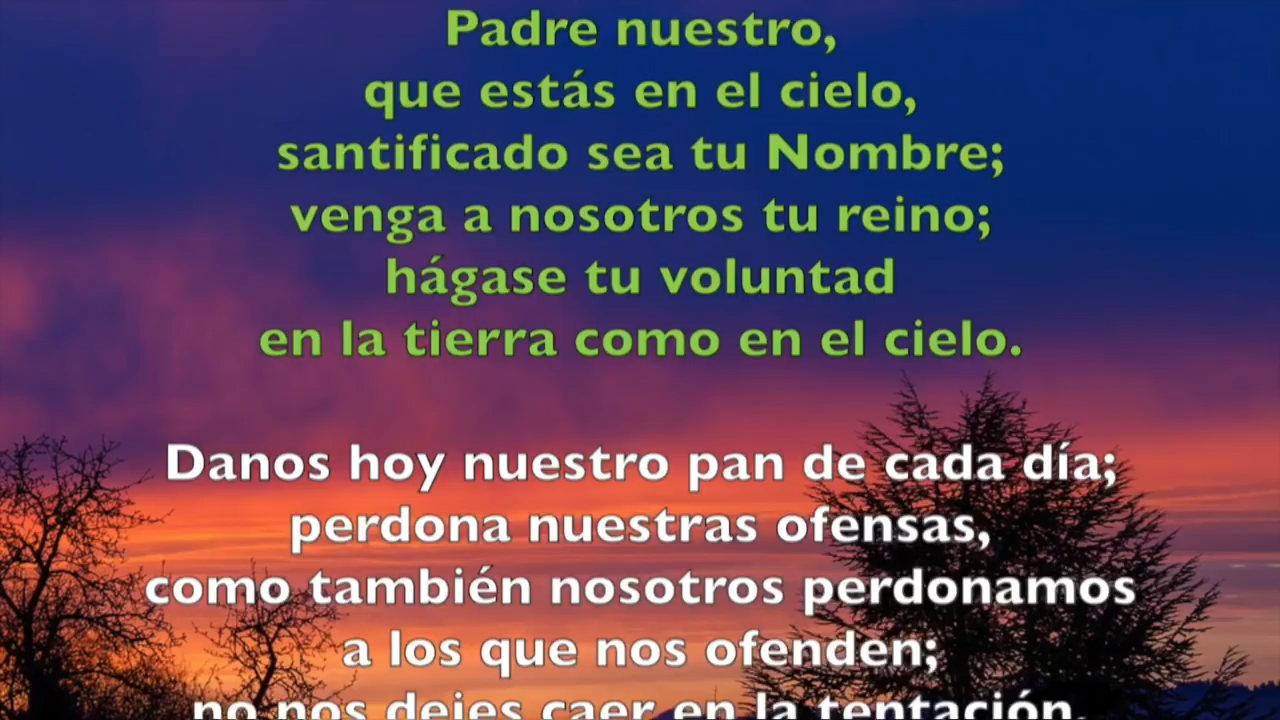 Padre nuestro,
que estás en el cielo,
santificado sea tu Nombre;
venga a nosotros tu reino;
hágase tu voluntad
en la tierra como en el cielo.
Danos hoy nuestro pan de cada día;
perdona nuestras ofensas,
como también nosotros perdonamos
a los que nos ofenden;
no nos dejes caer en la tentación,